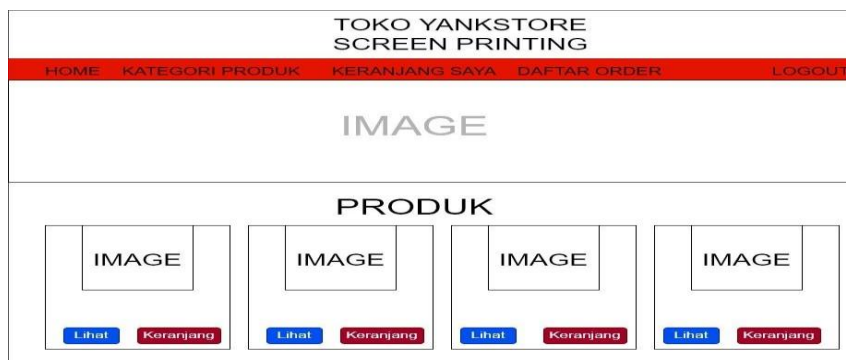 TOKO YANKSTORE
SCREEN PRINTING
HOME KATEGORI PRODUK KERANJANG SAYA DAFTAR ORDER LOGOUT
IMAGE
PRODUK
IMAGE IMAGE IMAGE IMAGE
Lihat Keranjang Lihat Keranjang Lihat Keranjang Lihat Keranjang